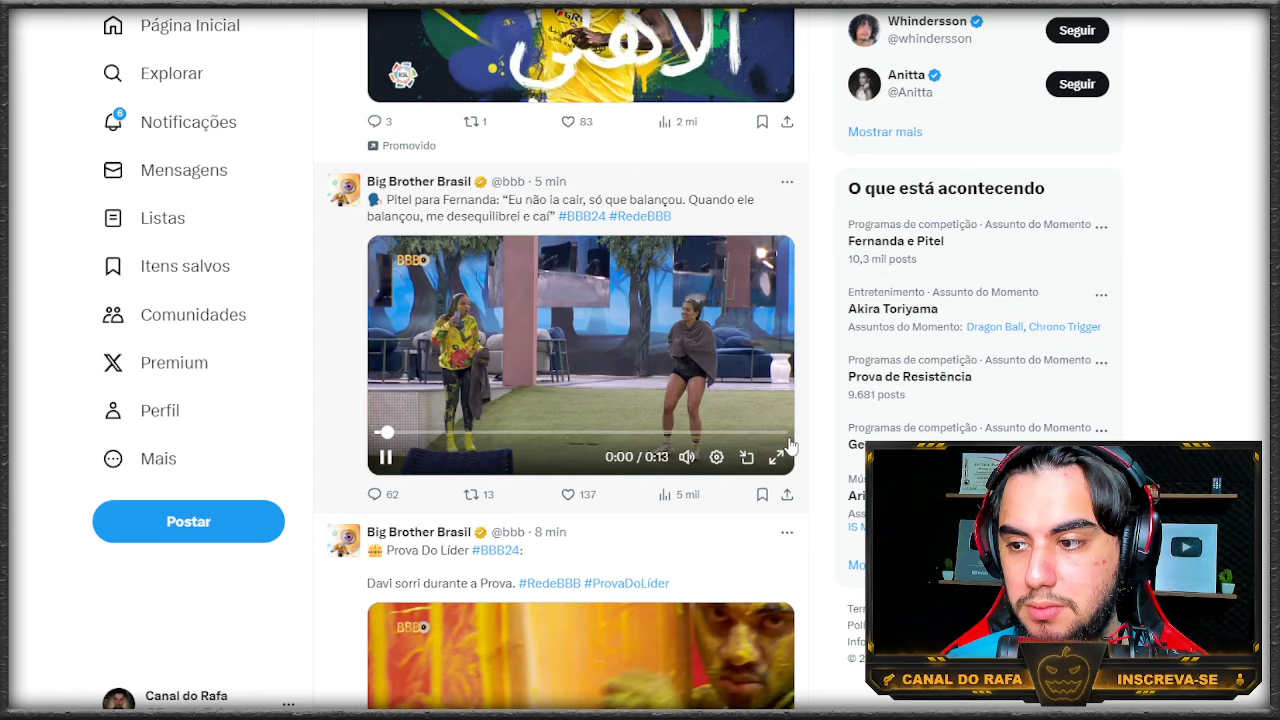 Página Inicial
Explorar
6
Notificações
Mensagens
Listas
Itens salvos
Comunidades
Premium
Perfil
Mais
Postar
Canal do Rafa
الأهلي
RSL
3
1
83
2 mi
Promovido
Big Brother Brasil @bbb · 5 min
Pitel para Fernanda: “Eu não ia cair, só que balançou. Quando ele
balançou, me desequilibrei e caí” #BBB24 #RedeBBB
BBB
0:00 / 0:13
62
13
137
5 mil
Big Brother Brasil @bbb · 8 min
Prova Do Líder #BBB24:
Davi sorri durante a Prova. #RedeBBB #ProvaDoLíder
BBB
Whindersson
@whindersson
Seguir
Anitta
@Anitta
Seguir
Mostrar mais
O que está acontecendo
Programas de competição · Assunto do Momento
Fernanda e Pitel
10,3 mil posts
Entretenimento · Assunto do Momento
Akira Toriyama
Assuntos do Momento: Dragon Ball, Chrono Trigger
Programas de competição · Assunto do Momento
Prova de Resistência
9.681 posts
Programas de competição · Assunto do Momento
CANAL DO RAFA
INSCREVA-SE